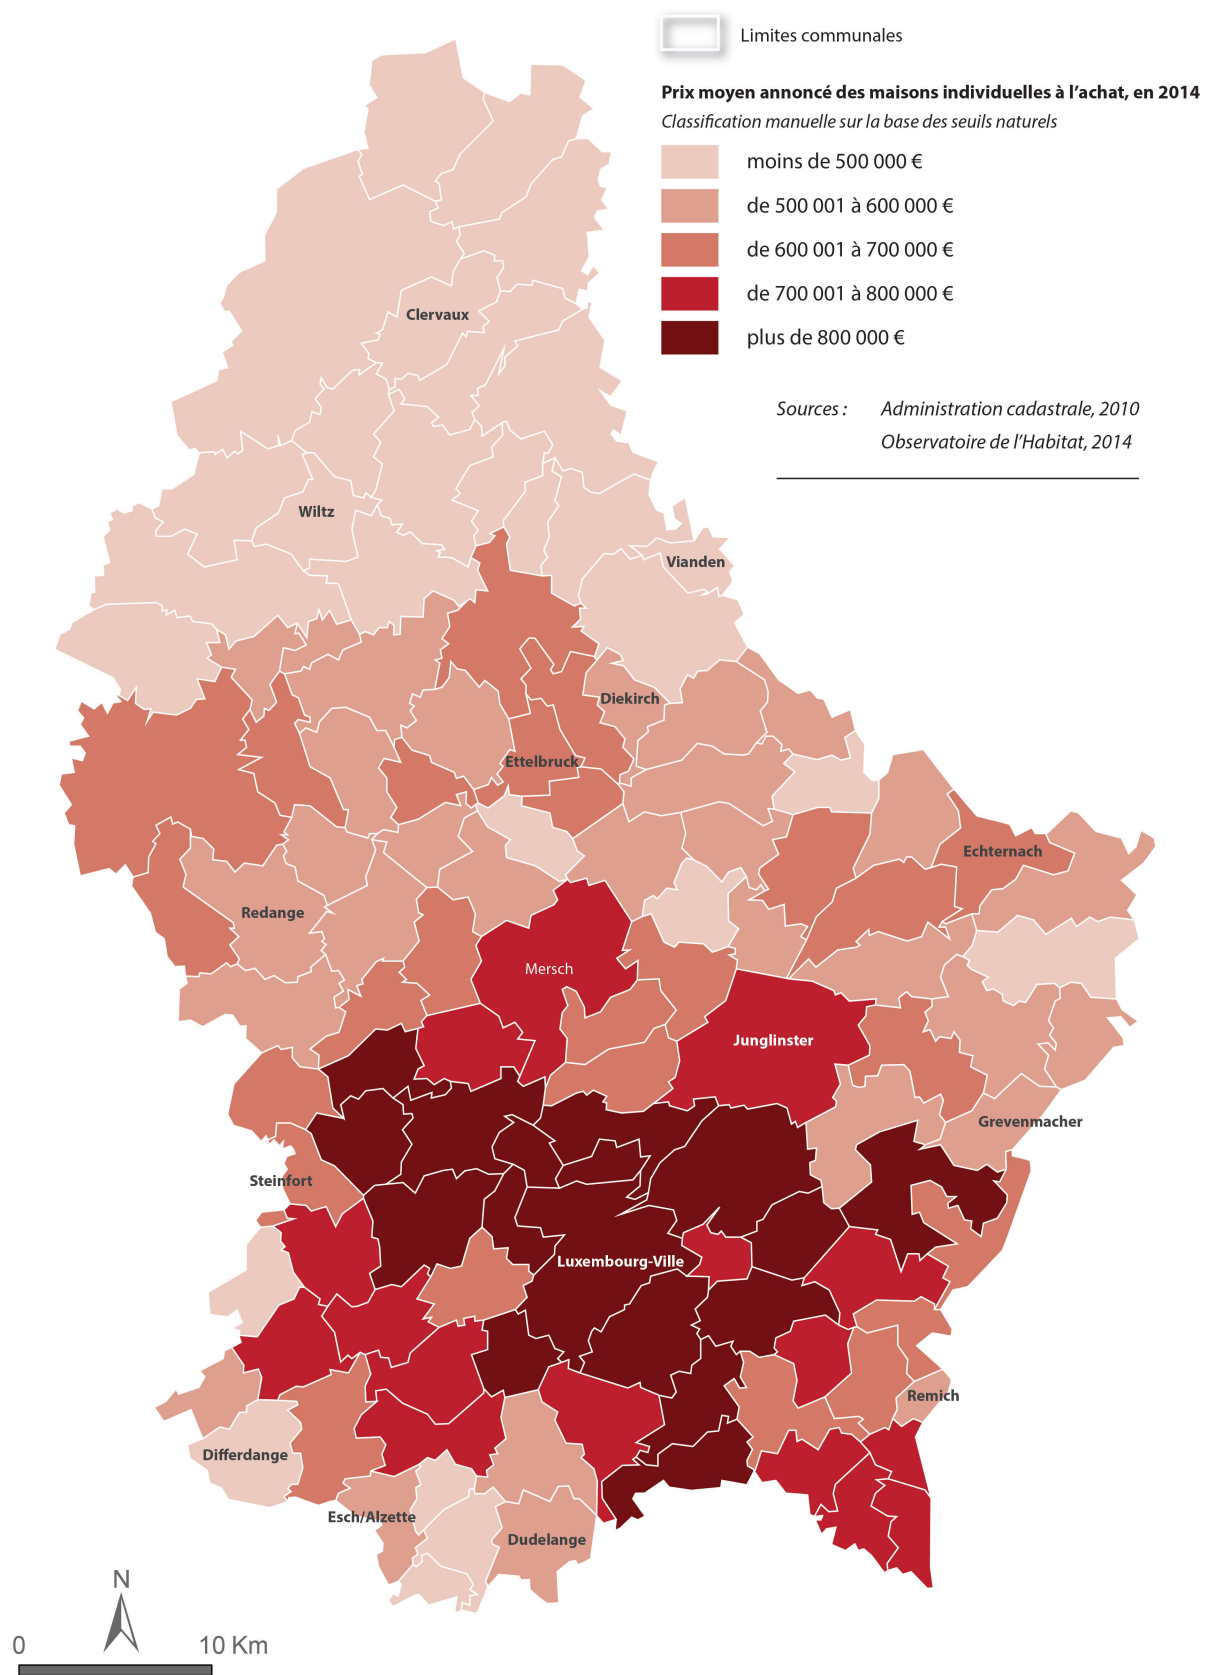 Limites communales
Prix moyen annoncé des maisons individuelles à l'achat, en 2014
Classification manuelle sur la base des seuils naturels
moins de 500 000 €
de 500 001 à 600 000 €
de 600 001 à 700 000 €
de 700 001 à 800 000 €
plus de 800 000 €
Sources : Administration cadastrale, 2010
Observatoire de l'Habitat, 2014
Clervaux
Wiltz
Vianden
Diekirch
Ettelbruck
Echternach
Redange
Mersch
Junglinster
Grevenmacher
Steinfort
Luxembourg-Ville
Remich
Differdange
Esch/Alzette
Dudelange
N
0 10 Km